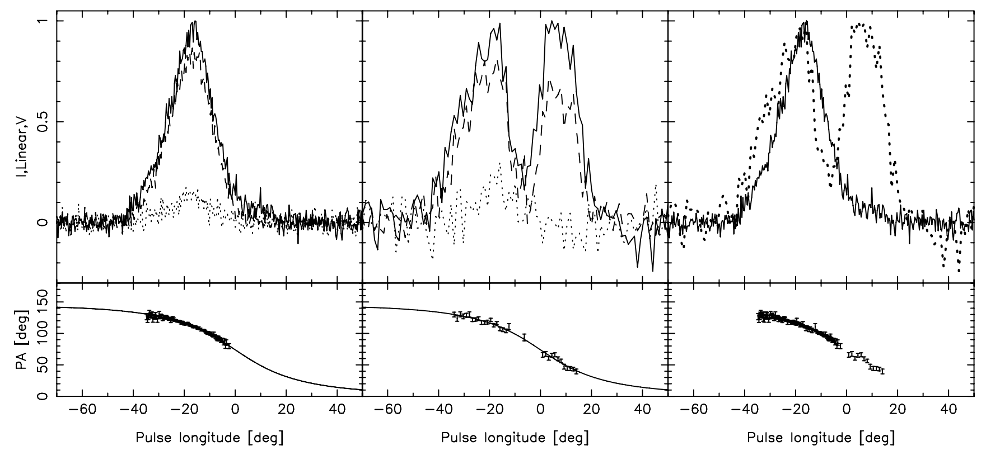 I,Linear,V
1
0.5
0
PA [deg]
150
100
50
0
−60 −40 −20 0 20 40 −60 −40 −20 0 20 40 −60 −40 −20 0 20 40
Pulse longitude [deg] Pulse longitude [deg] Pulse longitude [deg]